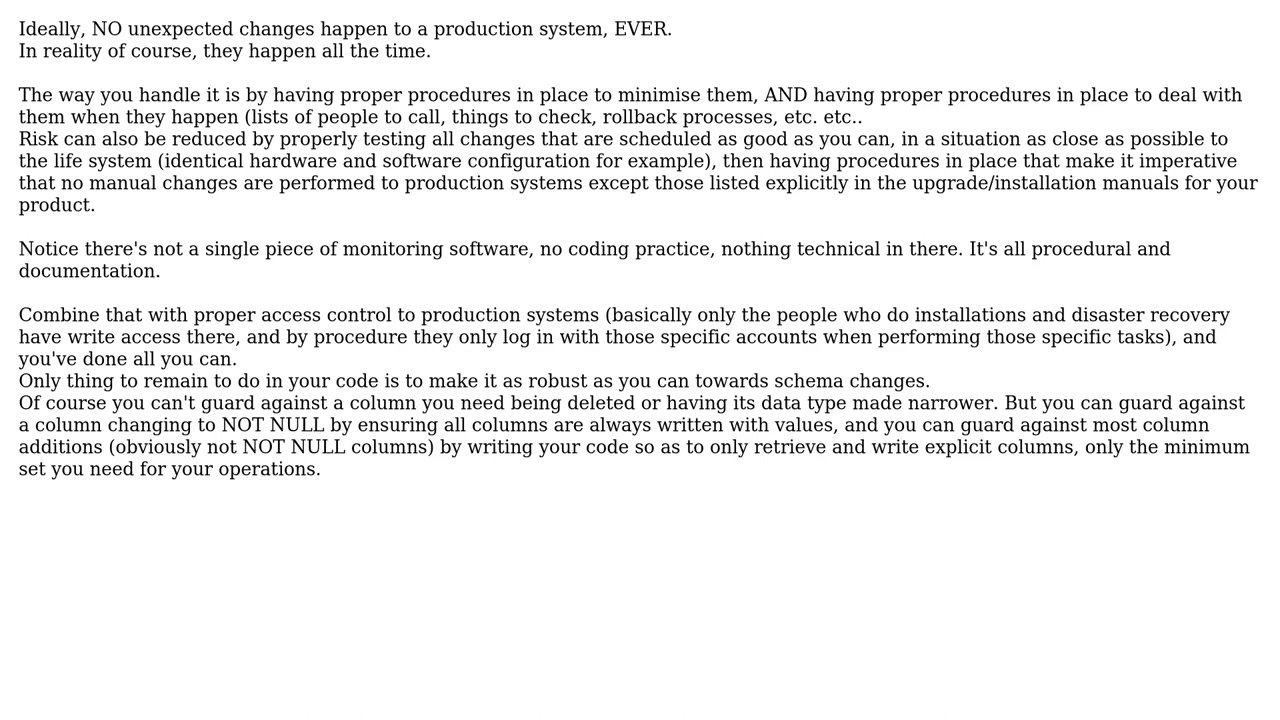 Ideally, NO unexpected changes happen to a production system, EVER.
In reality of course, they happen all the time.
The way you handle it is by having proper procedures in place to minimise them, AND having proper procedures in place to deal with
them when they happen (lists of people to call, things to check, rollback processes, etc. etc..
Risk can also be reduced by properly testing all changes that are scheduled as good as you can, in a situation as close as possible to
the life system (identical hardware and software configuration for example), then having procedures in place that make it imperative
that no manual changes are performed to production systems except those listed explicitly in the upgrade/installation manuals for your
product.
Notice there's not a single piece of monitoring software, no coding practice, nothing technical in there. It's all procedural and
documentation.
Combine that with proper access control to production systems (basically only the people who do installations and disaster recovery
have write access there, and by procedure they only log in with those specific accounts when performing those specific tasks), and
you've done all you can.
Only thing to remain to do in your code is to make it as robust as you can towards schema changes.
Of course you can't guard against a column you need being deleted or having its data type made narrower. But you can guard against
a column changing to NOT NULL by ensuring all columns are always written with values, and you can guard against most column
additions (obviously not NOT NULL columns) by writing your code so as to only retrieve and write explicit columns, only the minimum
set you need for your operations.